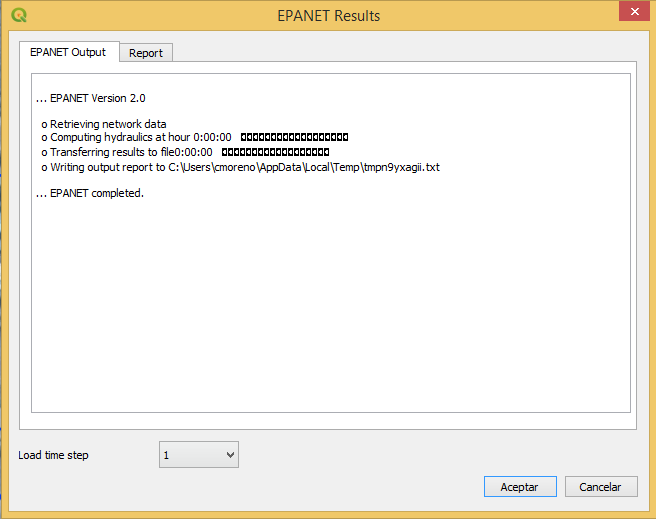 EPANET Results
EPANET Output
Report
... EPANET Version 2.0
o Retrieving network data
o Computing hydraulics at hour 0:00:00
o Transferring results to file0:00:00
o Writing output report to C:\Users\cmoreno\AppData\Local\Temp\tmpn9yxagii.txt
... EPANET completed.
Load time step
1
Aceptar
Cancelar